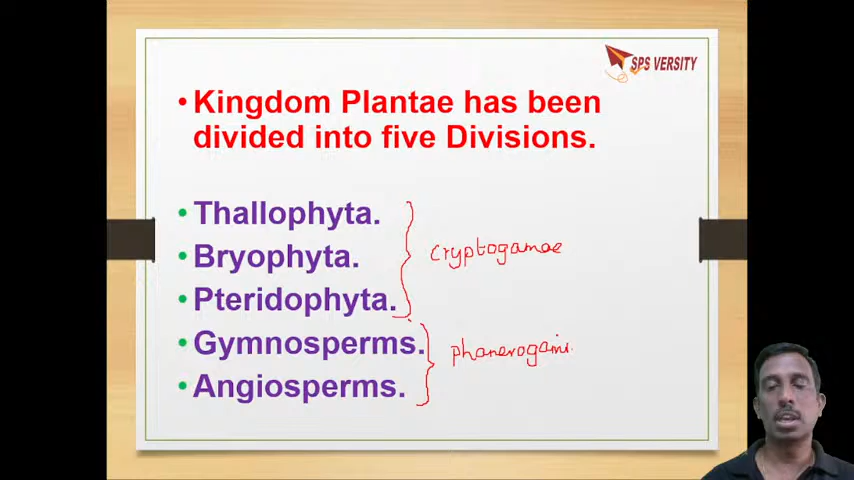 SPS VERSITY
• Kingdom Plantae has been
divided into five Divisions.
• Thallophyta.
• Bryophyta.
• Pteridophyta.
cryptogamae
• Gymnosperms.
• Angiosperms.